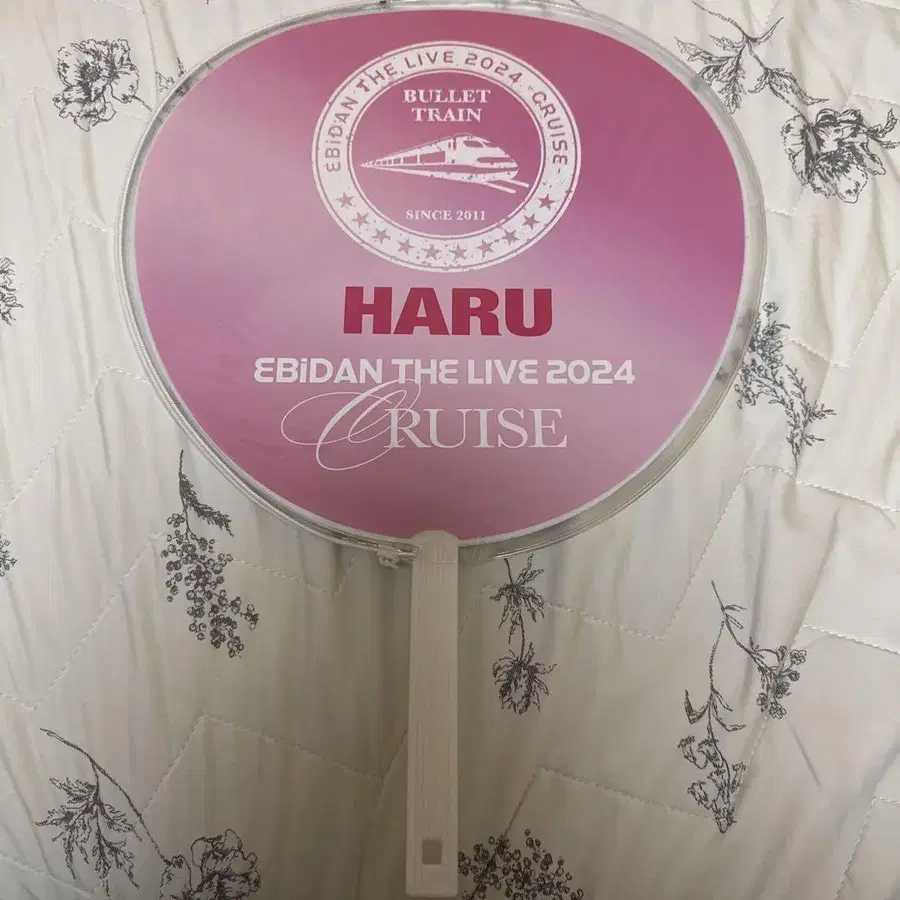 EBiDAN THE LIVE 2024 -CRUISE-
BULLET
TRAIN
SINCE 2011
HARU
EBiDAN THE LIVE 2024
CRUISE